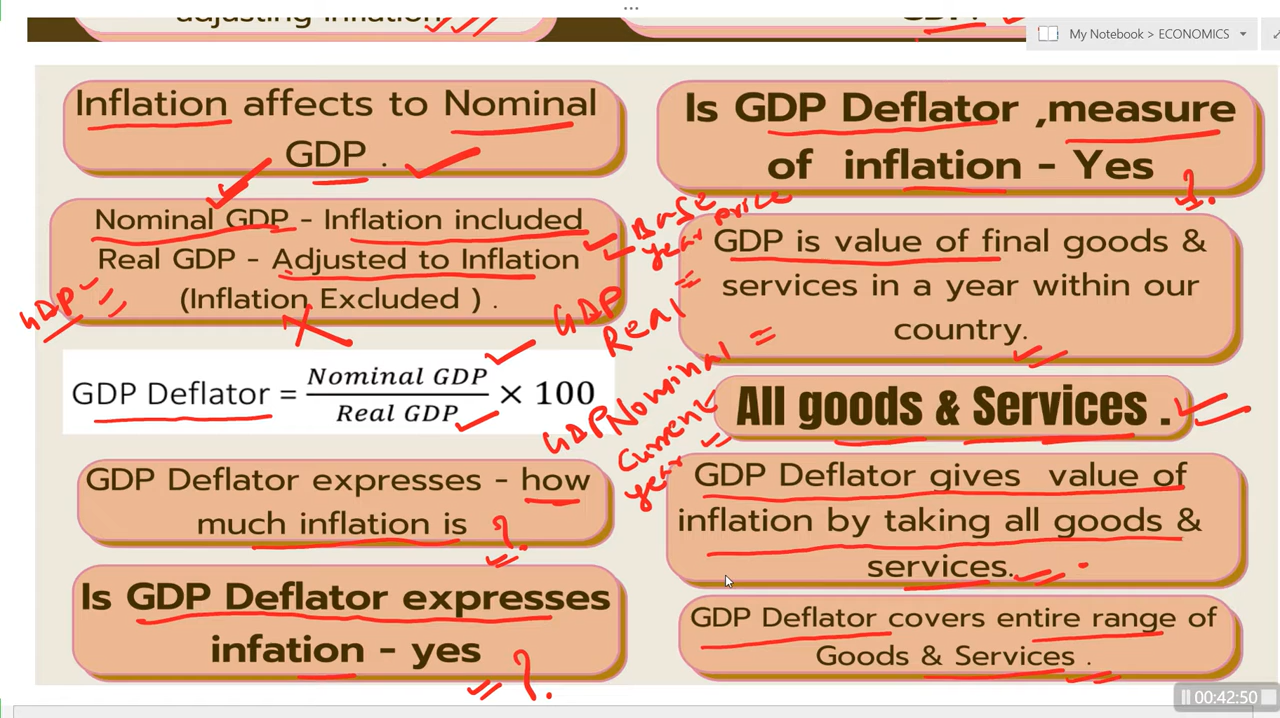 adjusting inflation
GDP.
My Notebook > ECONOMICS
Inflation affects to Nominal
GDP .
Nominal GDP - Inflation included
Real GDP - Adjusted to Inflation
(Inflation Excluded ) .
GDP
GDP Deflator = Nominal GDP / Real GDP × 100
GDP Deflator expresses - how
much inflation is ?
Is GDP Deflator expresses
infation - yes ?
Base
year price
GDP
Real =
GDP Nominal =
Current
year =
Is GDP Deflator ,measure
of inflation - Yes ?
GDP is value of final goods &
services in a year within our
country.
All goods & Services .
GDP Deflator gives value of
inflation by taking all goods &
services.
GDP Deflator covers entire range of
Goods & Services .
00:42:50